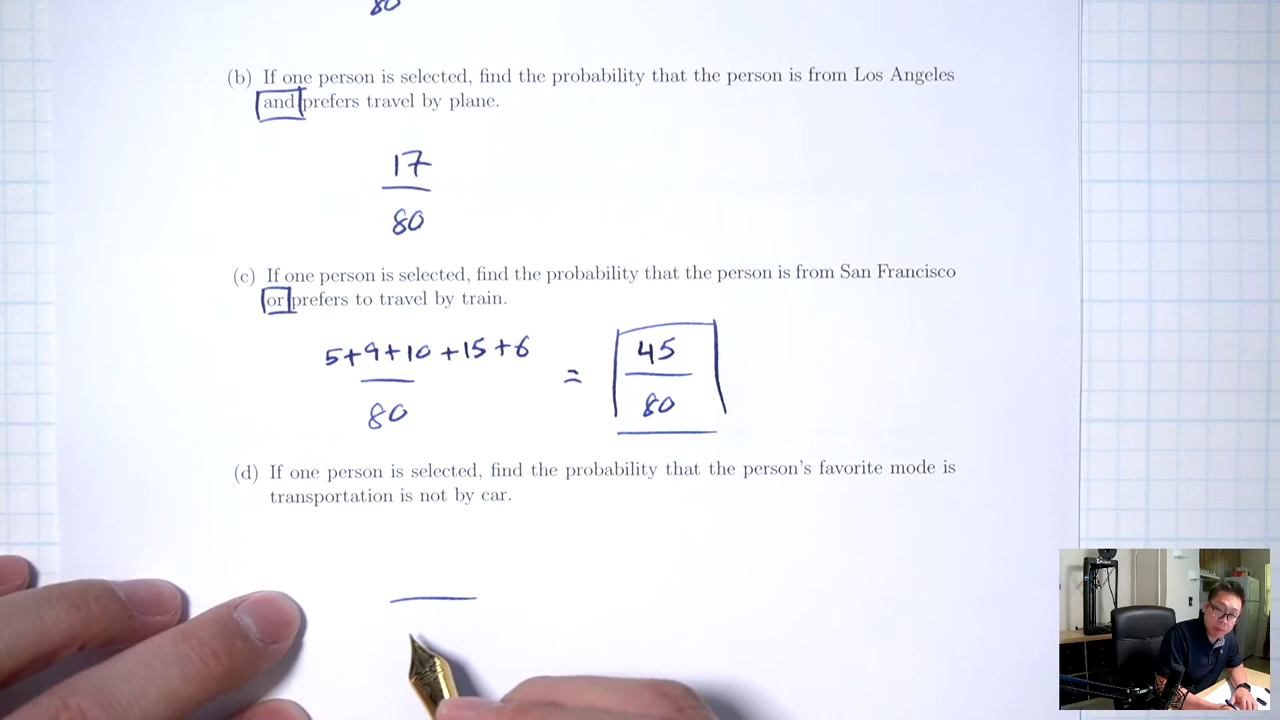 80
(b) If one person is selected, find the probability that the person is from Los Angeles
and prefers travel by plane.
17
80
(c) If one person is selected, find the probability that the person is from San Francisco
or prefers to travel by train.
5+9+10+15+6
80
=
45
80
(d) If one person is selected, find the probability that the person's favorite mode is
transportation is not by car.